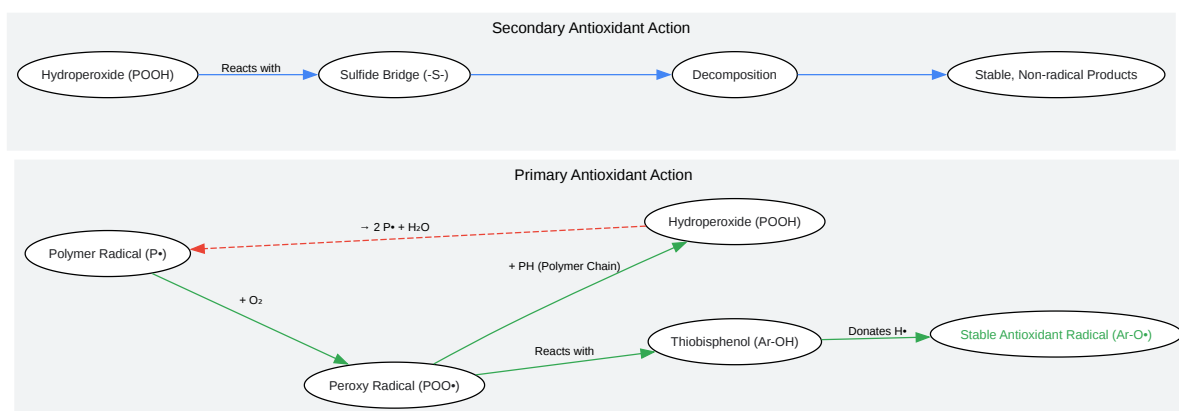 Secondary Antioxidant Action
Hydroperoxide (POOH)
Reacts with
Sulfide Bridge (-S-)
Decomposition
Stable, Non-radical Products
Primary Antioxidant Action
Hydroperoxide (POOH)
→ 2 P• + H₂O
Polymer Radical (P•)
+ PH (Polymer Chain)
+ O₂
Donates H•
Stable Antioxidant Radical (Ar-O•)
Thiobisphenol (Ar-OH)
Reacts with
Peroxy Radical (POO•)